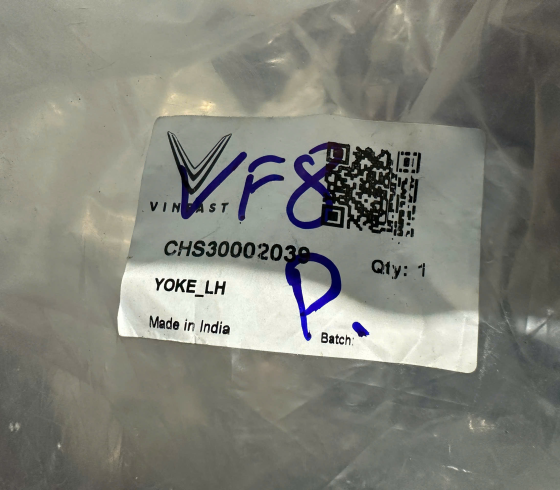 VINFAST
VF8
CHS30002039
Qty: 1
YOKE_LH
P.
Made in India
Batch: